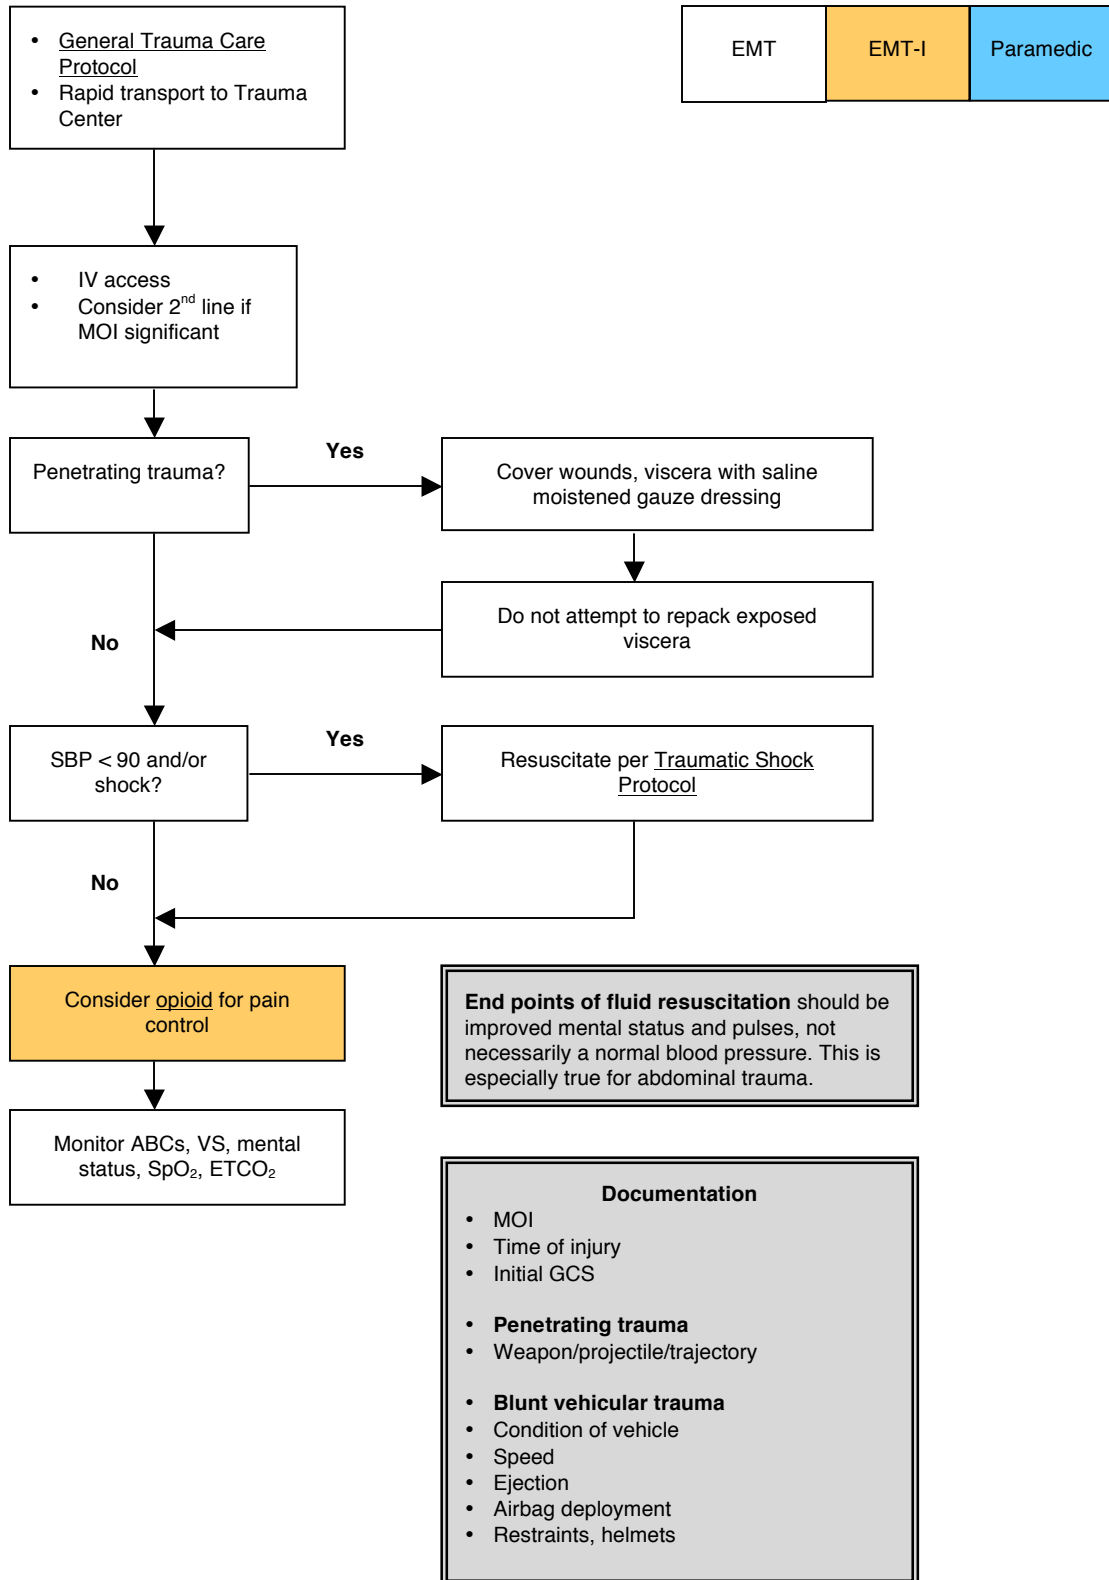 • General Trauma Care
Protocol
• Rapid transport to Trauma
Center
EMT
EMT-I
Paramedic
• IV access
• Consider 2nd line if
MOI significant
Penetrating trauma?
Yes
Cover wounds, viscera with saline
moistened gauze dressing
Do not attempt to repack exposed
viscera
No
SBP < 90 and/or
shock?
Yes
Resuscitate per Traumatic Shock
Protocol
No
Consider opioid for pain
control
End points of fluid resuscitation should be
improved mental status and pulses, not
necessarily a normal blood pressure. This is
especially true for abdominal trauma.
Monitor ABCs, VS, mental
status, SpO₂, ETCO₂
Documentation
• MOI
• Time of injury
• Initial GCS
• Penetrating trauma
• Weapon/projectile/trajectory
• Blunt vehicular trauma
• Condition of vehicle
• Speed
• Ejection
• Airbag deployment
• Restraints, helmets